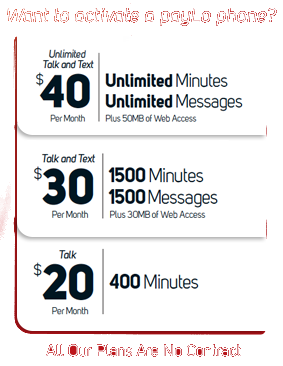 Want to activate a payLo phone?
Unlimited
Talk and Text
$40
Per Month
Unlimited Minutes
Unlimited Messages
Plus 50MB of Web Access
Talk and Text
$30
Per Month
1500 Minutes
1500 Messages
Plus 30MB of Web Access
Talk
$20
Per Month
400 Minutes
All Our Plans Are No Contract